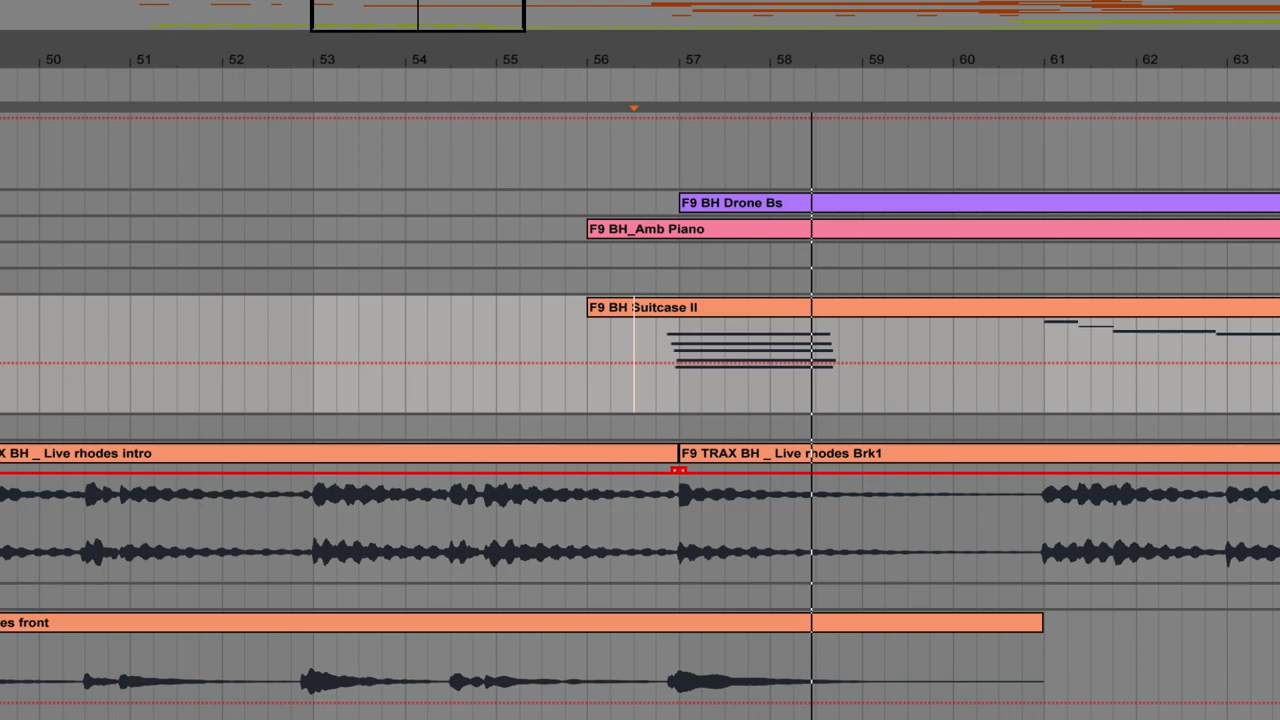 50 51 52 53 54 55 56 57 58 59 60 61 62 63
F9 BH Drone Bs
F9 BH_Amb Piano
F9 BH Suitcase II
X BH _ Live rhodes intro
F9 TRAX BH _ Live rhodes Brk1
es front